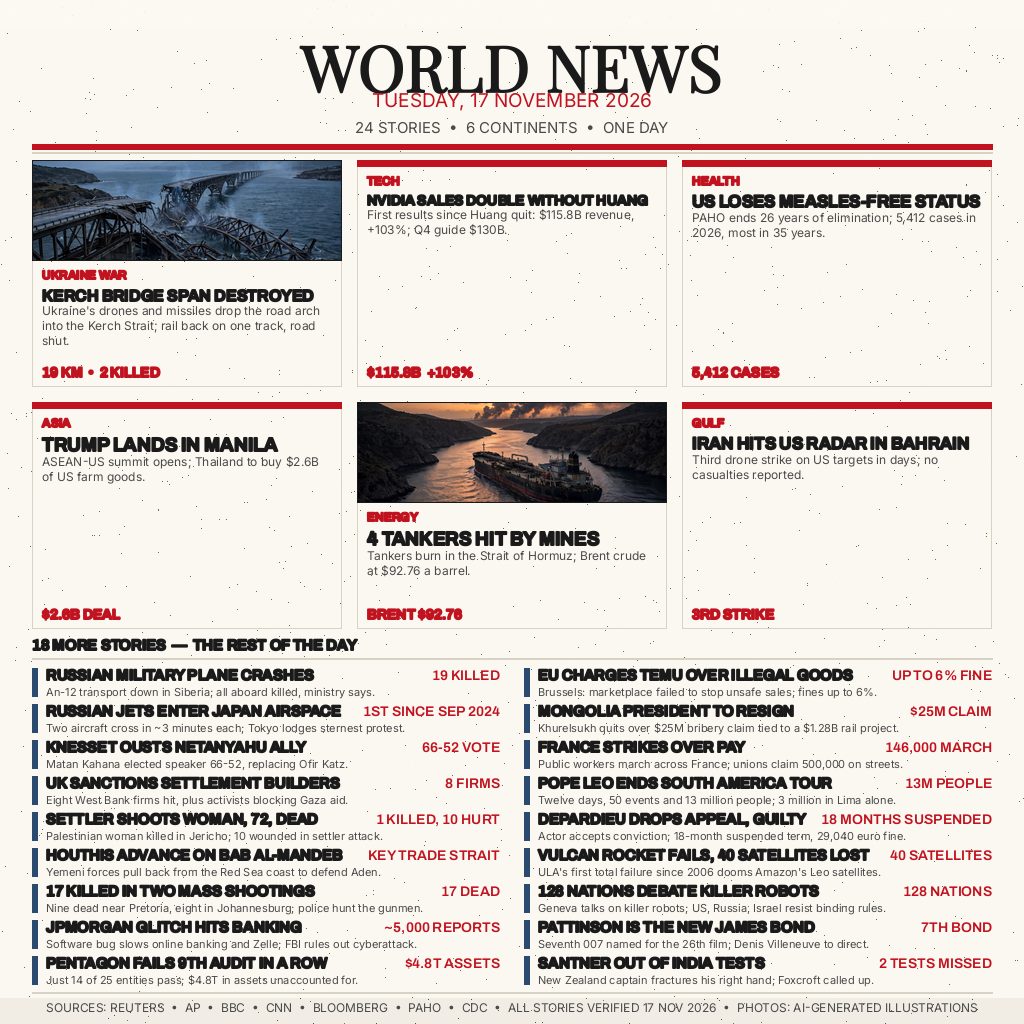 WORLD NEWS
TUESDAY, 17 NOVEMBER 2026
24 STORIES • 6 CONTINENTS • ONE DAY
UKRAINE WAR
KERCH BRIDGE SPAN DESTROYED
Ukraine's drones and missiles drop the road arch
into the Kerch Strait; rail back on one track, road
shut.
19 KM • 2 KILLED
TECH
NVIDIA SALES DOUBLE WITHOUT HUANG
First results since Huang quit: $115.8B revenue,
+103%; Q4 guide $130B.
$115.8B +103%
HEALTH
US LOSES MEASLES-FREE STATUS
PAHO ends 26 years of elimination; 5,412 cases in
2026, most in 35 years.
5,412 CASES
ASIA
TRUMP LANDS IN MANILA
ASEAN-US summit opens; Thailand to buy $2.6B
of US farm goods.
$2.6B DEAL
ENERGY
4 TANKERS HIT BY MINES
Tankers burn in the Strait of Hormuz; Brent crude
at $92.76 a barrel.
BRENT $92.76
GULF
IRAN HITS US RADAR IN BAHRAIN
Third drone strike on US targets in days; no
casualties reported.
3RD STRIKE
18 MORE STORIES — THE REST OF THE DAY
RUSSIAN MILITARY PLANE CRASHES 19 KILLED
An-12 transport down in Siberia; all aboard killed, ministry says.
RUSSIAN JETS ENTER JAPAN AIRSPACE 1ST SINCE SEP 2024
Two aircraft cross in ~3 minutes each; Tokyo lodges sternest protest.
KNESSET OUSTS NETANYAHU ALLY 66-52 VOTE
Matan Kahana elected speaker 66-52, replacing Ofir Katz.
UK SANCTIONS SETTLEMENT BUILDERS 8 FIRMS
Eight West Bank firms hit, plus activists blocking Gaza aid.
SETTLER SHOOTS WOMAN, 72, DEAD 1 KILLED, 10 HURT
Palestinian woman killed in Jericho; 10 wounded in settler attack.
HOUTHIS ADVANCE ON BAB AL-MANDEB KEY TRADE STRAIT
Yemeni forces pull back from the Red Sea coast to defend Aden.
17 KILLED IN TWO MASS SHOOTINGS 17 DEAD
Nine dead near Pretoria, eight in Johannesburg; police hunt the gunmen.
JPMORGAN GLITCH HITS BANKING ~5,000 REPORTS
Software bug slows online banking and Zelle; FBI rules out cyberattack.
PENTAGON FAILS 9TH AUDIT IN A ROW $4.8T ASSETS
Just 14 of 25 entities pass; $4.8T in assets unaccounted for.
EU CHARGES TEMU OVER ILLEGAL GOODS UP TO 6% FINE
Brussels: marketplace failed to stop unsafe sales; fines up to 6%.
MONGOLIA PRESIDENT TO RESIGN $25M CLAIM
Khurelsukh quits over $25M bribery claim tied to a $1.28B rail project.
FRANCE STRIKES OVER PAY 146,000 MARCH
Public workers march across France; unions claim 500,000 on streets.
POPE LEO ENDS SOUTH AMERICA TOUR 13M PEOPLE
Twelve days, 50 events and 13 million people; 3 million in Lima alone.
DEPARDIEU DROPS APPEAL, GUILTY 18 MONTHS SUSPENDED
Actor accepts conviction; 18-month suspended term, 29,040 euro fine.
VULCAN ROCKET FAILS, 40 SATELLITES LOST 40 SATELLITES
ULA's first total failure since 2006 dooms Amazon's Leo satellites.
128 NATIONS DEBATE KILLER ROBOTS 128 NATIONS
Geneva talks on killer robots; US, Russia, Israel resist binding rules.
PATTINSON IS THE NEW JAMES BOND 7TH BOND
Seventh 007 named for the 26th film; Denis Villeneuve to direct.
SANTNER OUT OF INDIA TESTS 2 TESTS MISSED
New Zealand captain fractures his right hand; Foxcroft called up.
SOURCES: REUTERS • AP • BBC • CNN • BLOOMBERG • PAHO • CDC • ALL STORIES VERIFIED 17 NOV 2026 • PHOTOS: AI-GENERATED ILLUSTRATIONS